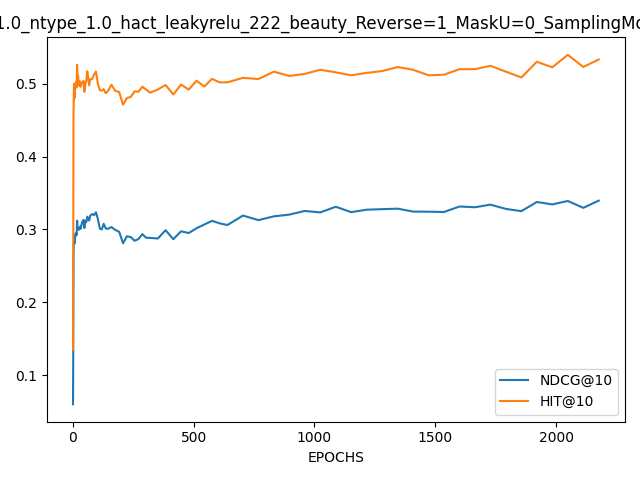 1.0_ntype_1.0_hact_leakyrelu_222_beauty_Reverse=1_MaskU=0_SamplingMo
0.5
0.4
0.3
0.2
0.1
NDCG@10
HIT@10
0 500 1000 1500 2000
EPOCHS